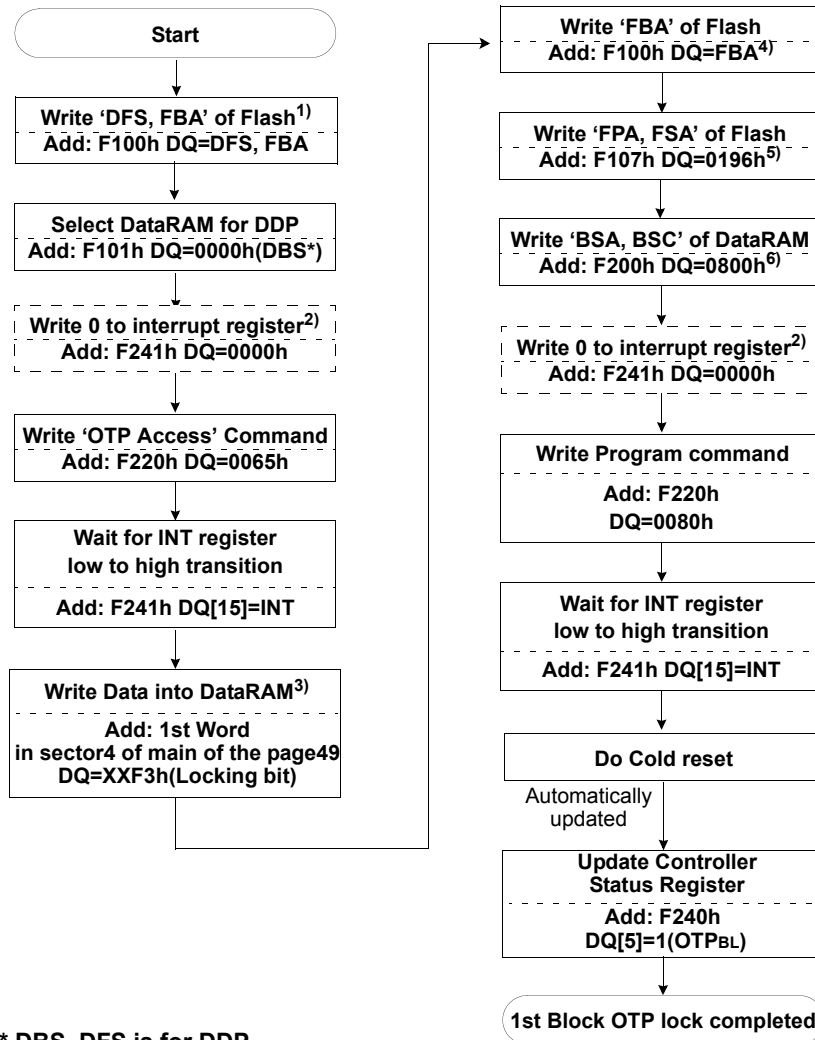 Start
Write ‘DFS, FBA’ of Flash1)
Add: F100h DQ=DFS, FBA
Select DataRAM for DDP
Add: F101h DQ=0000h(DBS*)
Write 0 to interrupt register2)
Add: F241h DQ=0000h
Write ‘OTP Access’ Command
Add: F220h DQ=0065h
Wait for INT register
low to high transition
Add: F241h DQ[15]=INT
Write Data into DataRAM3)
Add: 1st Word
in sector4 of main of the page49
DQ=XXF3h(Locking bit)
Write ‘FBA’ of Flash
Add: F100h DQ=FBA4)
Write ‘FPA, FSA’ of Flash
Add: F107h DQ=0196h5)
Write ‘BSA, BSC’ of DataRAM
Add: F200h DQ=0800h6)
Write 0 to interrupt register2)
Add: F241h DQ=0000h
Write Program command
Add: F220h
DQ=0080h
Wait for INT register
low to high transition
Add: F241h DQ[15]=INT
Do Cold reset
Automatically
updated
Update Controller
Status Register
Add: F240h
DQ[5]=1(OTPBL)
1st Block OTP lock completed
* DBS, DFS is for DDP